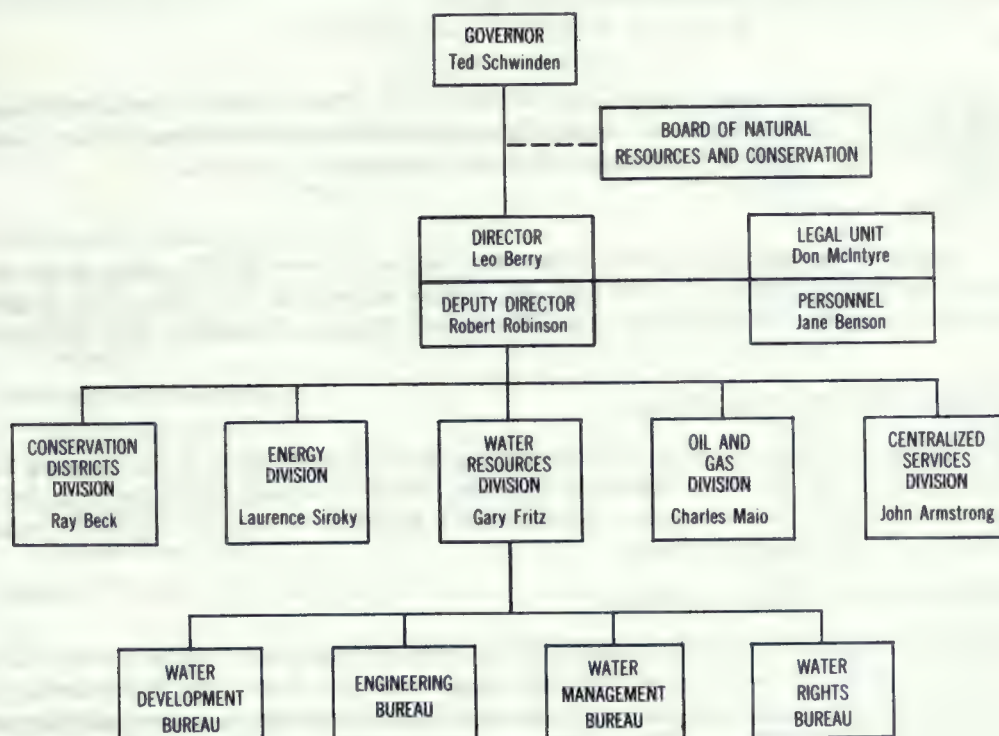 GOVERNOR
Ted Schwinden
BOARD OF NATURAL
RESOURCES AND CONSERVATION
DIRECTOR
Leo Berry
LEGAL UNIT
Don McIntyre
DEPUTY DIRECTOR
Robert Robinson
PERSONNEL
Jane Benson
CONSERVATION
DISTRICTS
DIVISION
Ray Beck
ENERGY
DIVISION
Laurence Siroky
WATER
RESOURCES
DIVISION
Gary Fritz
OIL AND
GAS
DIVISION
Charles Maio
CENTRALIZED
SERVICES
DIVISION
John Armstrong
WATER
DEVELOPMENT
BUREAU
ENGINEERING
BUREAU
WATER
MANAGEMENT
BUREAU
WATER
RIGHTS
BUREAU